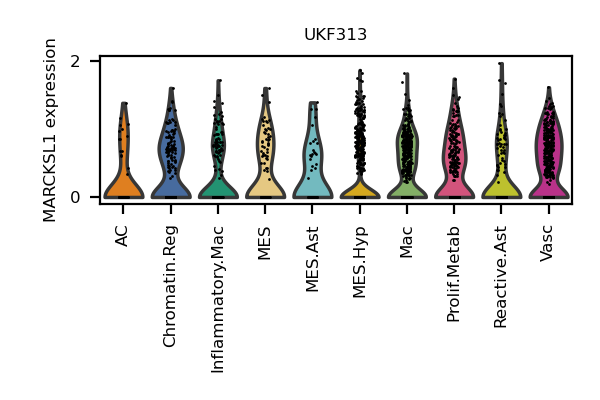 UKF313
MARCKSL1 expression
2
0
AC
Chromatin.Reg
Inflammatory.Mac
MES
MES.Ast
MES.Hyp
Mac
Prolif.Metab
Reactive.Ast
Vasc